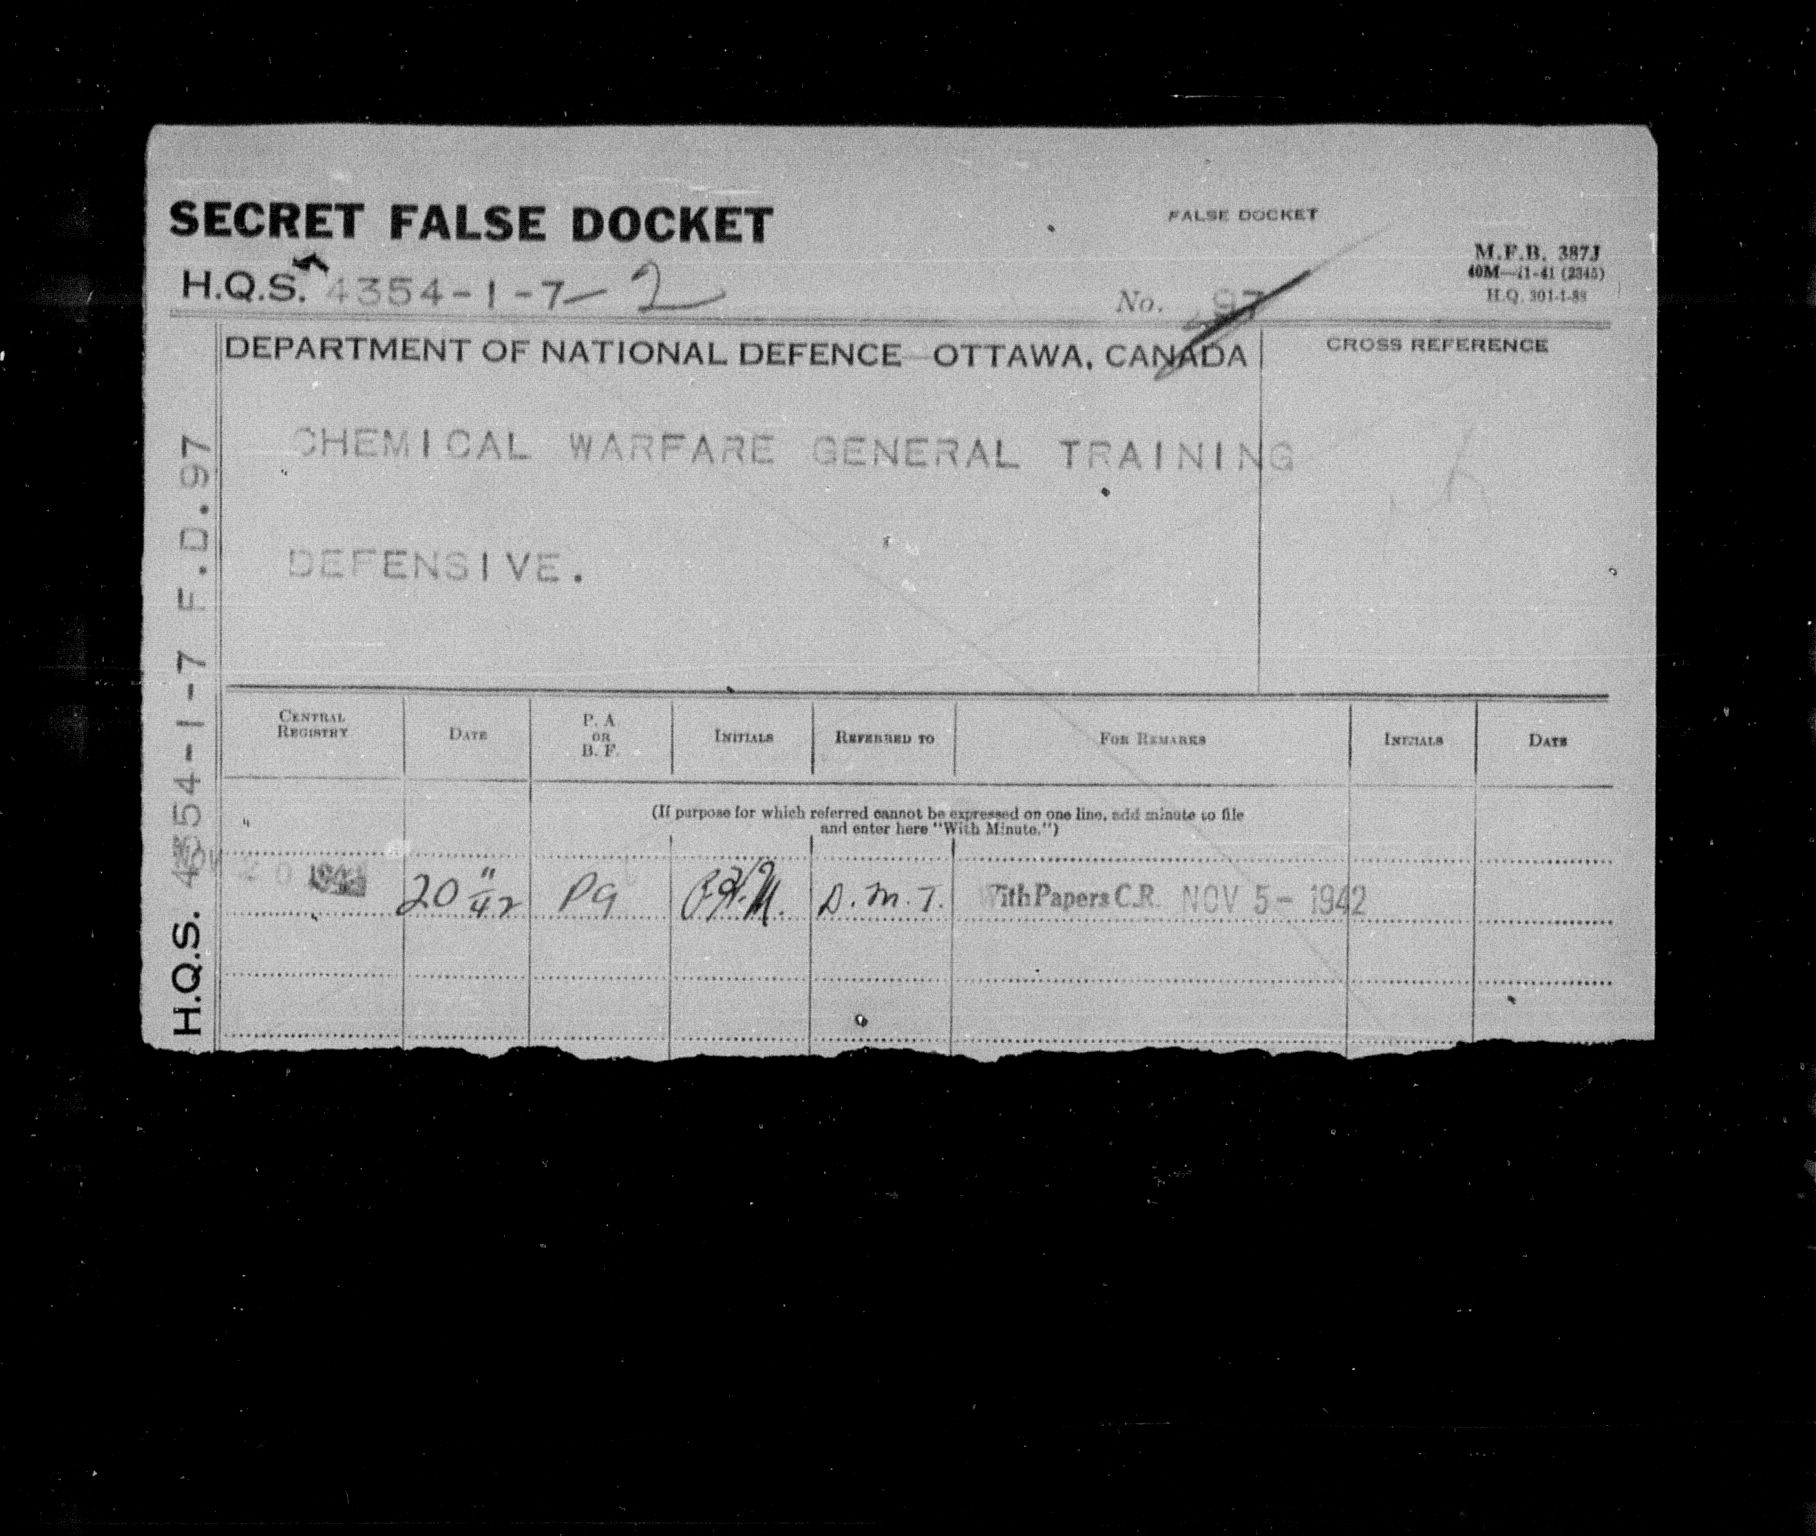 SECRET FALSE DOCKET
FALSE DOCKET
M.F.B. 387J
40M—11-41 (2345)
H.Q. 301-1-89
H.Q.S. 4354-1-7-2
No. 97
DEPARTMENT OF NATIONAL DEFENCE—OTTAWA, CANADA
CROSS REFERENCE
CHEMICAL WARFARE GENERAL TRAINING
DEFENSIVE.
H.Q.S. 4354-1-7 F.D.97
CENTRAL REGISTRY
DATE
P. A. OR B. F.
INITIALS
REFERRED TO
FOR REMARKS
INITIALS
DATE
(If purpose for which referred cannot be expressed on one line, add minute to file
and enter here "With Minute.")
20 11/42 PA D.M.T. With Papers C.R. NOV 5 - 1942